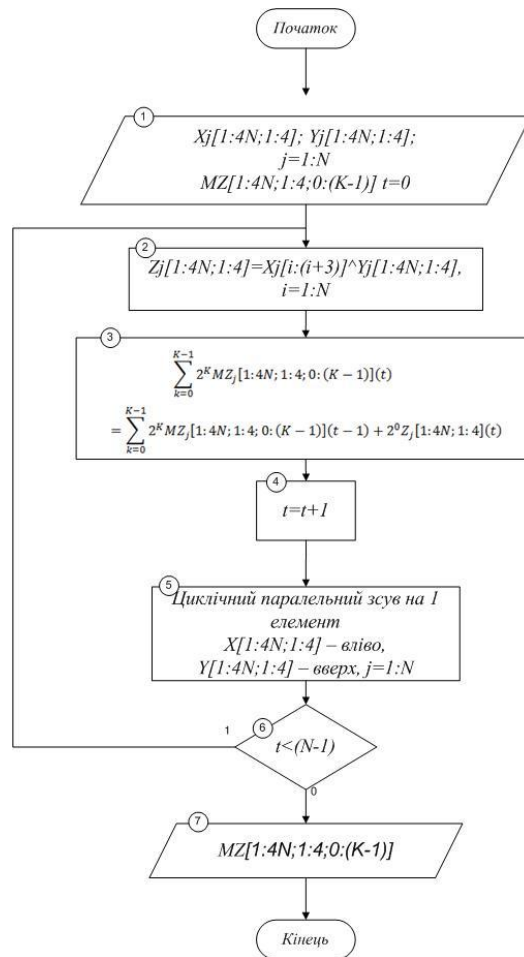 Початок
1
Xj[1:4N;1:4]; Yj[1:4N;1:4];
j=1:N
MZ[1:4N;1:4;0:(K-1)] t=0
2
Zj[1:4N;1:4]=Xj[i:(i+3)]^Yj[1:4N;1:4],
i=1:N
3
K-1
∑ 2^K MZ_j[1:4N; 1:4; 0:(K − 1)](t)
k=0
K-1
= ∑ 2^K MZ_j[1:4N; 1:4; 0:(K − 1)](t − 1) + 2^0 Z_j[1:4N; 1:4](t)
k=0
4
t=t+1
5
Циклічний паралельний зсув на 1
елемент
X[1:4N;1:4] – вліво,
Y[1:4N;1:4] – вверх, j=1:N
6
1
t<(N-1)
0
7
MZ[1:4N;1:4;0:(K-1)]
Кінець